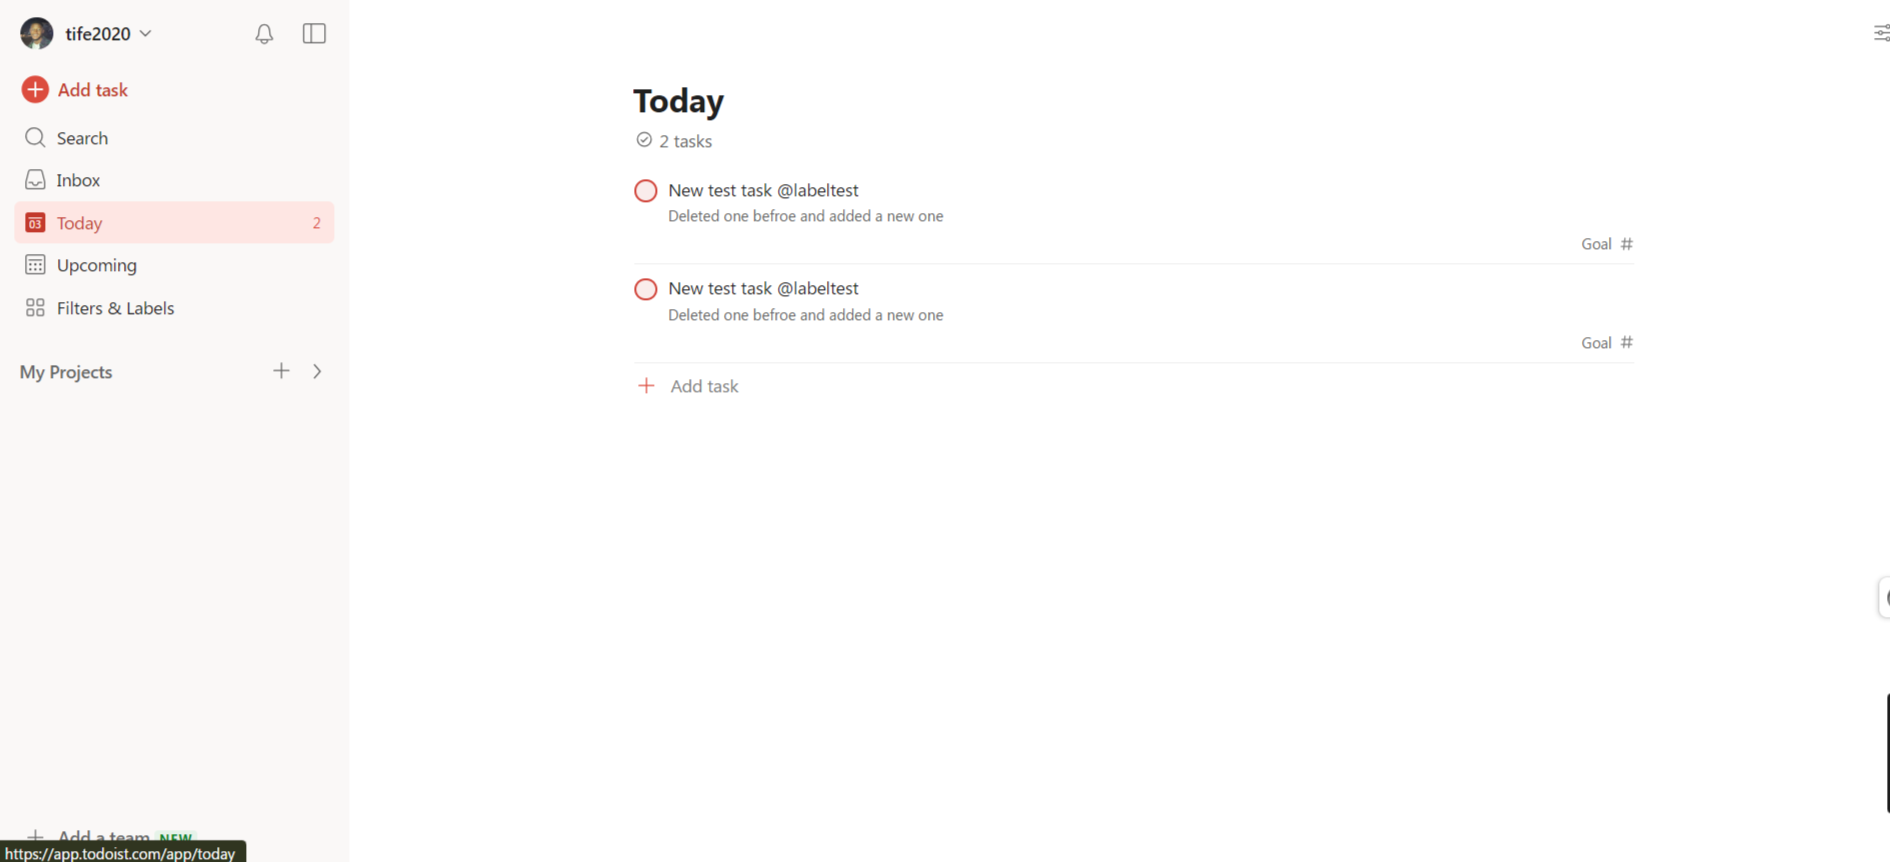 tife2020
Add task
Search
Inbox
03
Today 2
Upcoming
Filters & Labels
My Projects
Add a team NEW
https://app.todoist.com/app/today
Today
2 tasks
New test task @labeltest
Deleted one befroe and added a new one
Goal #
New test task @labeltest
Deleted one befroe and added a new one
Goal #
Add task